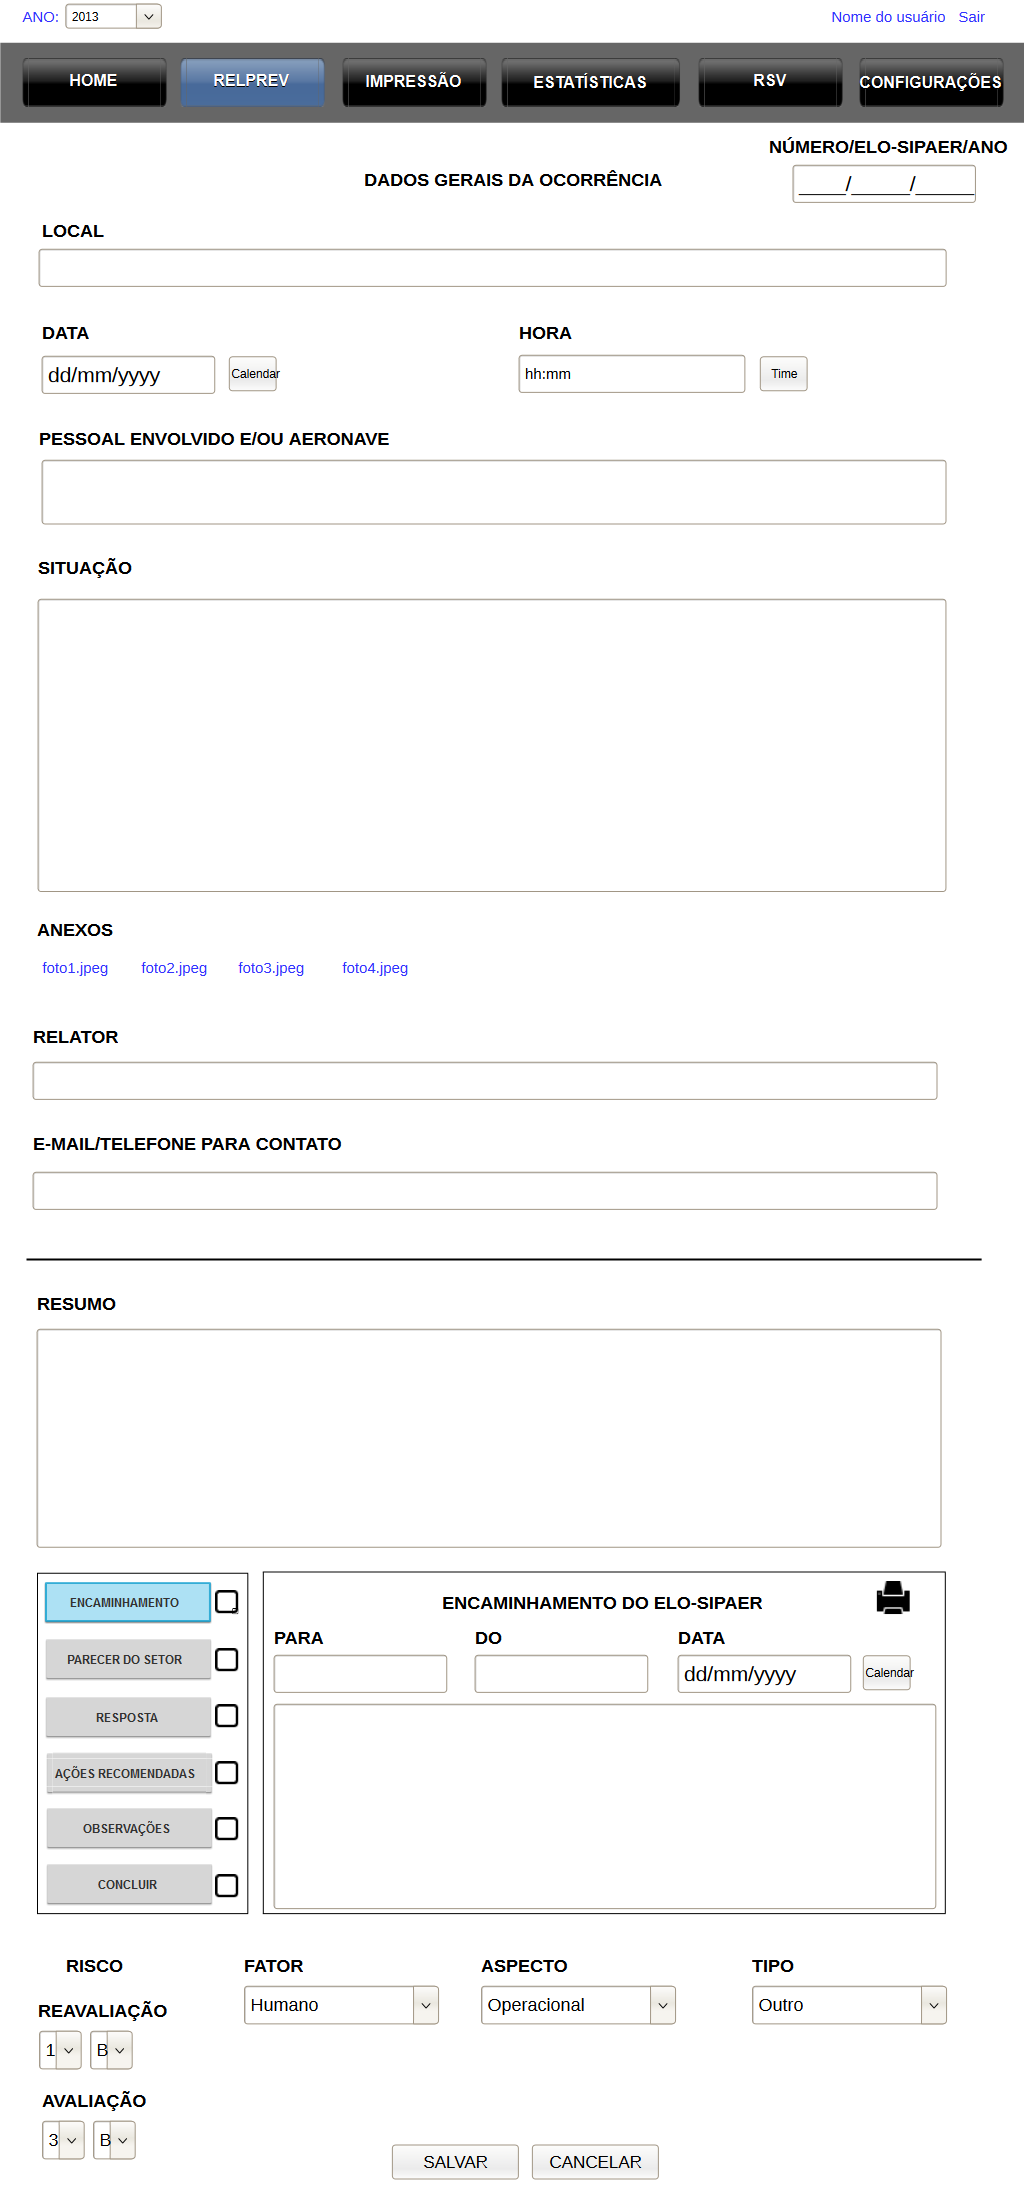 ANO: 2013 Nome do usuário Sair
HOME RELPREV IMPRESSÃO ESTATÍSTICAS RSV CONFIGURAÇÕES
NÚMERO/ELO-SIPAER/ANO
DADOS GERAIS DA OCORRÊNCIA ____/_____/_____
LOCAL
DATA HORA
dd/mm/yyyy Calendar hh:mm Time
PESSOAL ENVOLVIDO E/OU AERONAVE
SITUAÇÃO
ANEXOS
foto1.jpeg foto2.jpeg foto3.jpeg foto4.jpeg
RELATOR
E-MAIL/TELEFONE PARA CONTATO
RESUMO
ENCAMINHAMENTO
PARECER DO SETOR
RESPOSTA
AÇÕES RECOMENDADAS
OBSERVAÇÕES
CONCLUIR
ENCAMINHAMENTO DO ELO-SIPAER
PARA DO DATA
dd/mm/yyyy Calendar
RISCO FATOR ASPECTO TIPO
Humano Operacional Outro
REAVALIAÇÃO
1 B
AVALIAÇÃO
3 B
SALVAR CANCELAR